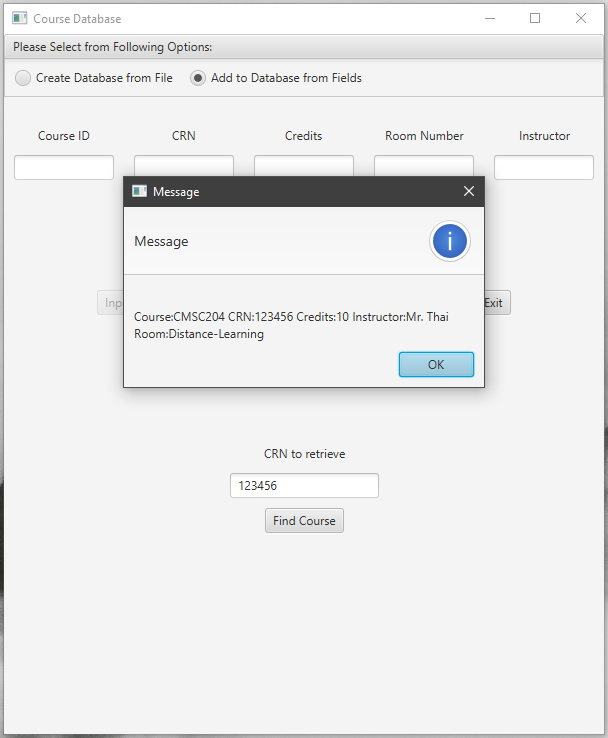 Course Database
Please Select from Following Options:
Create Database from File Add to Database from Fields
Course ID CRN Credits Room Number Instructor
Message
Message
Exit
Course:CMSC204 CRN:123456 Credits:10 Instructor:Mr. Thai
Room:Distance-Learning
OK
CRN to retrieve
123456
Find Course